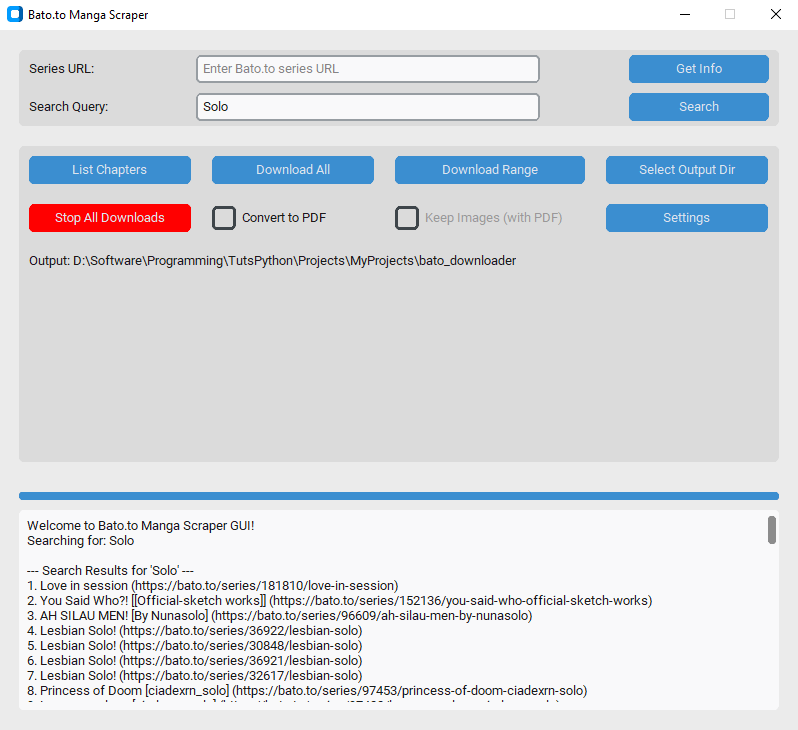 Bato.to Manga Scraper
Series URL: Enter Bato.to series URL Get Info
Search Query: Solo Search
List Chapters Download All Download Range Select Output Dir
Stop All Downloads Convert to PDF Keep Images (with PDF) Settings
Output: D:\Software\Programming\TutsPython\Projects\MyProjects\bato_downloader
Welcome to Bato.to Manga Scraper GUI!
Searching for: Solo
--- Search Results for 'Solo' ---
1. Love in session (https://bato.to/series/181810/love-in-session)
2. You Said Who?! [[Official-sketch works]] (https://bato.to/series/152136/you-said-who-official-sketch-works)
3. AH SILAU MEN! [By Nunasolo] (https://bato.to/series/96609/ah-silau-men-by-nunasolo)
4. Lesbian Solo! (https://bato.to/series/36922/lesbian-solo)
5. Lesbian Solo! (https://bato.to/series/30848/lesbian-solo)
6. Lesbian Solo! (https://bato.to/series/36921/lesbian-solo)
7. Lesbian Solo! (https://bato.to/series/32617/lesbian-solo)
8. Princess of Doom [ciadexrn_solo] (https://bato.to/series/97453/princess-of-doom-ciadexrn-solo)